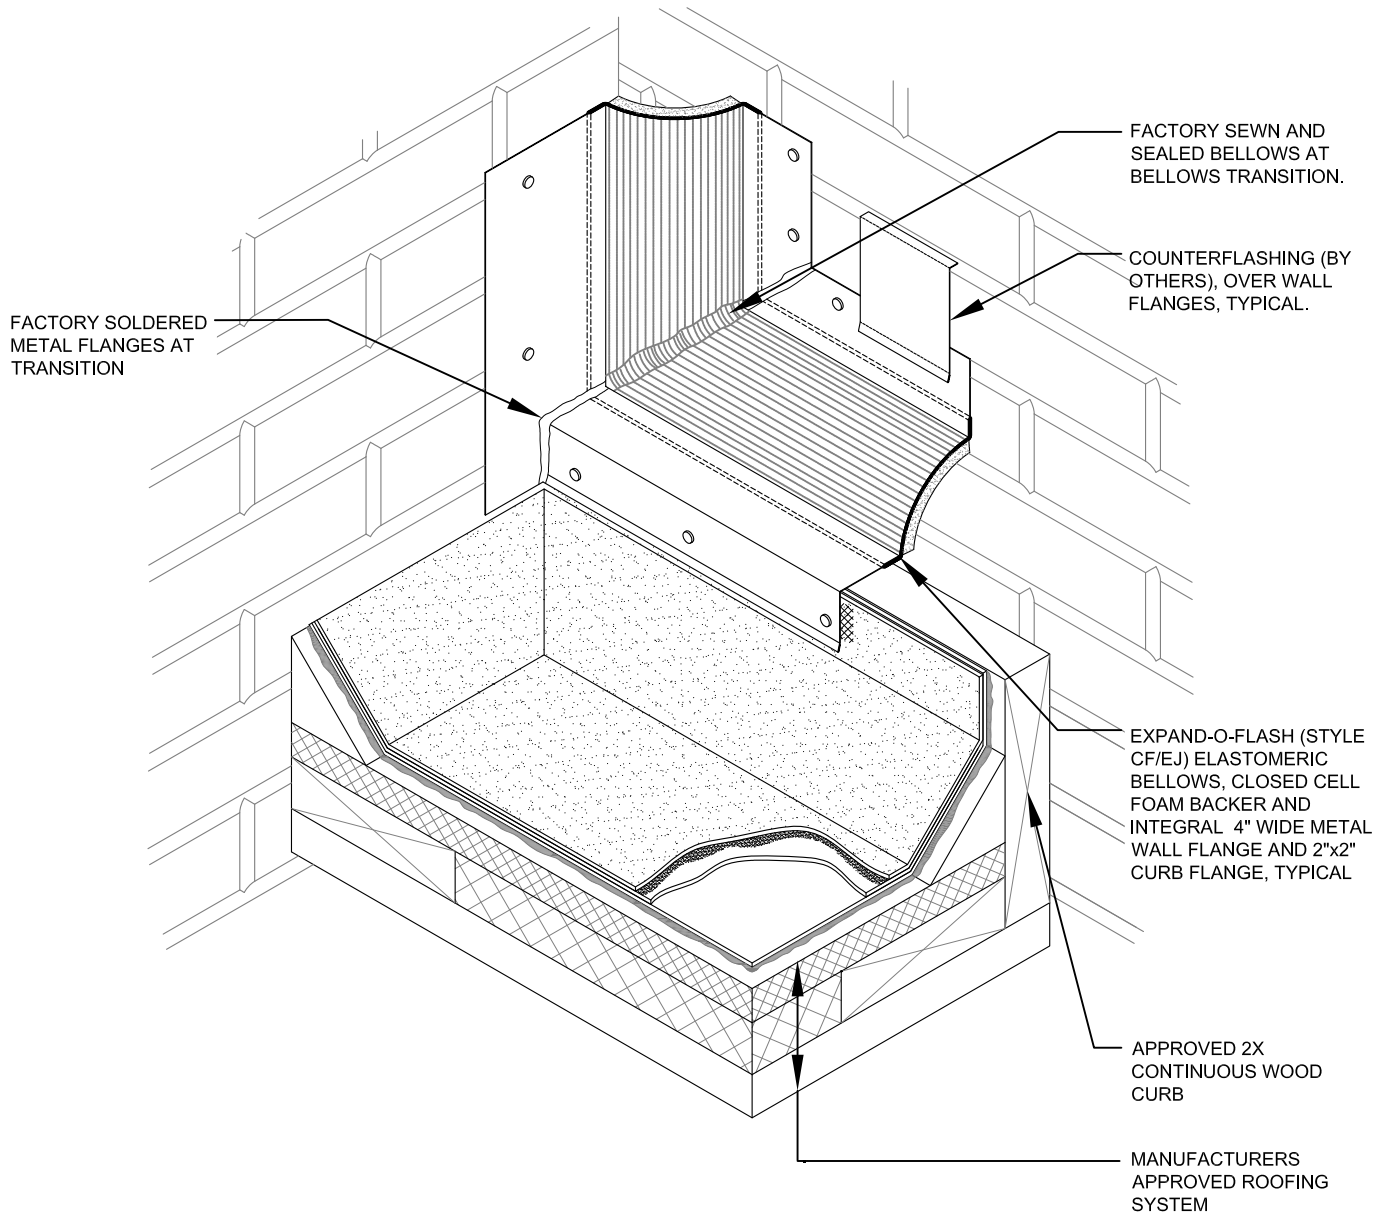 FACTORY SEWN AND
SEALED BELLOWS AT
BELLOWS TRANSITION.
COUNTERFLASHING (BY
OTHERS), OVER WALL
FLANGES, TYPICAL.
FACTORY SOLDERED
METAL FLANGES AT
TRANSITION
EXPAND-O-FLASH (STYLE
CF/EJ) ELASTOMERIC
BELLOWS, CLOSED CELL
FOAM BACKER AND
INTEGRAL 4" WIDE METAL
WALL FLANGE AND 2"x2"
CURB FLANGE, TYPICAL
APPROVED 2X
CONTINUOUS WOOD
CURB
MANUFACTURERS
APPROVED ROOFING
SYSTEM